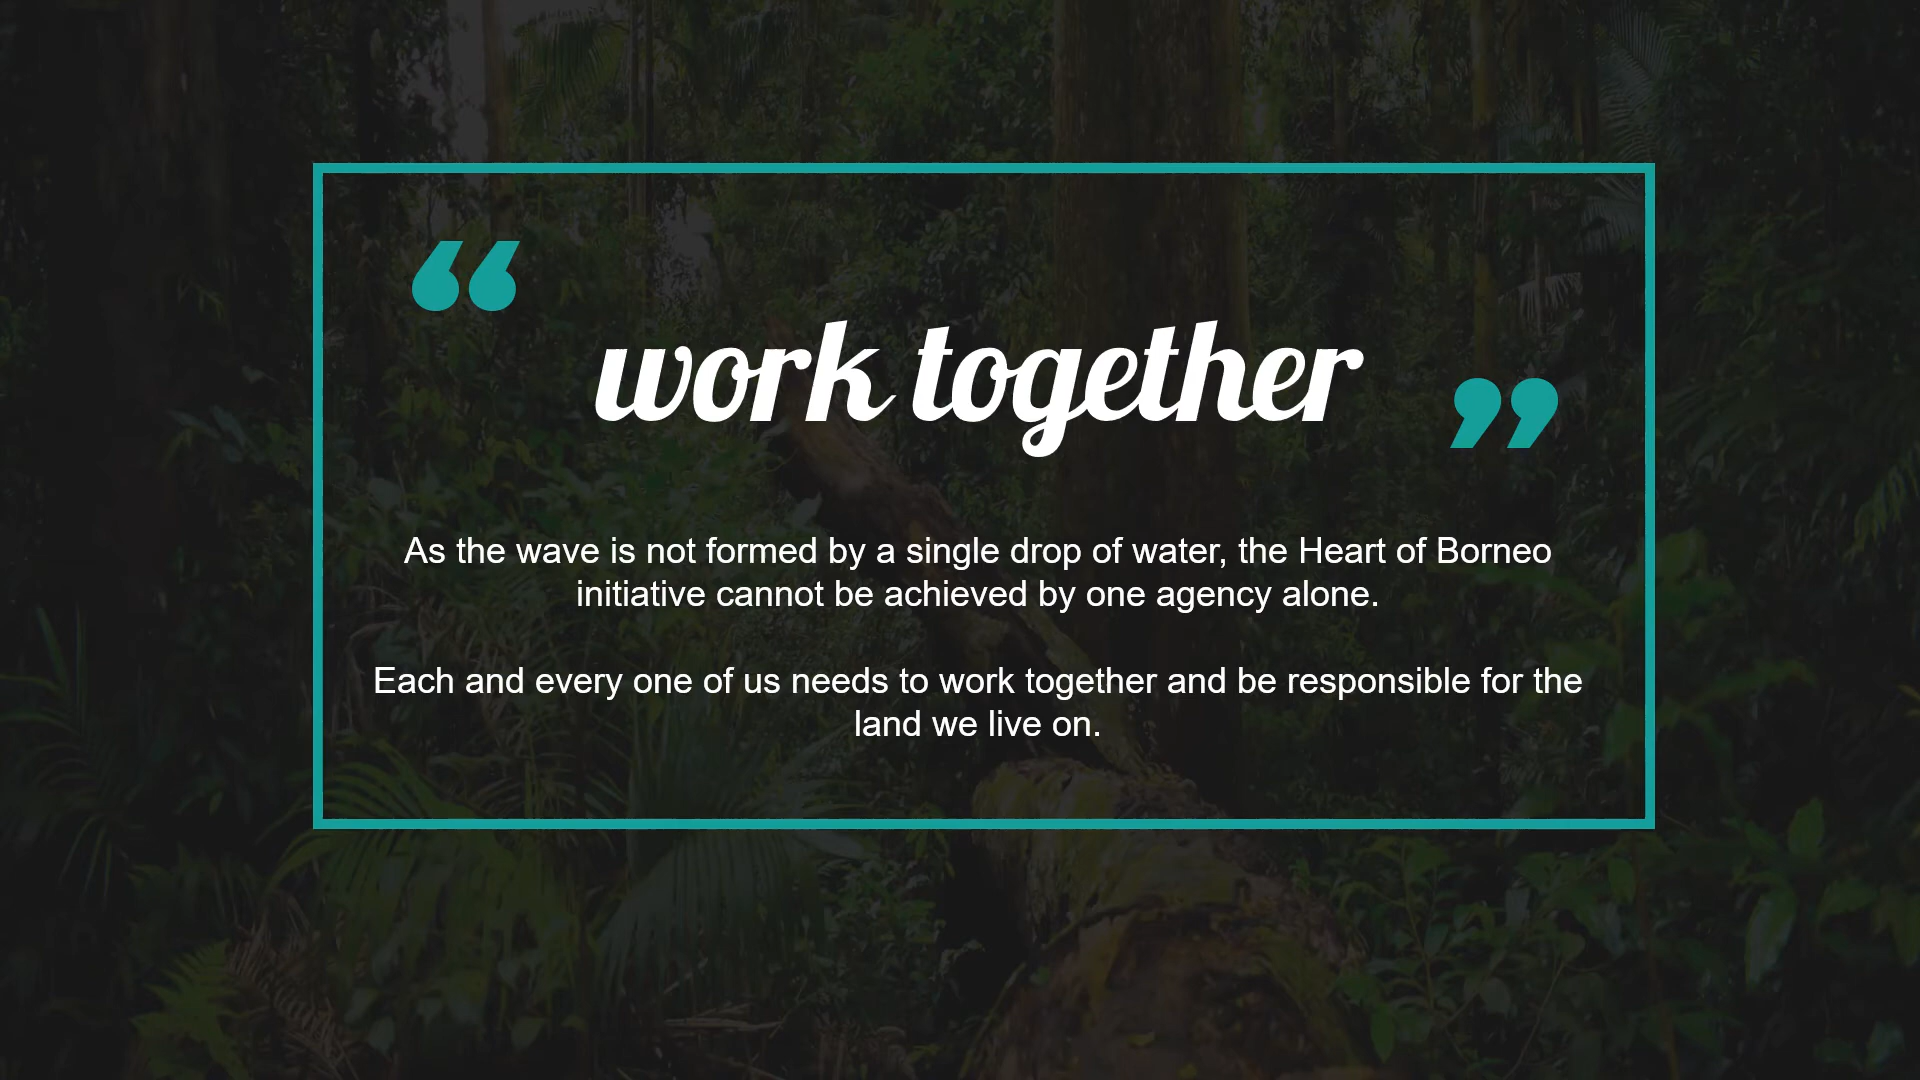 “
work together
”
As the wave is not formed by a single drop of water, the Heart of Borneo
initiative cannot be achieved by one agency alone.
Each and every one of us needs to work together and be responsible for the
land we live on.